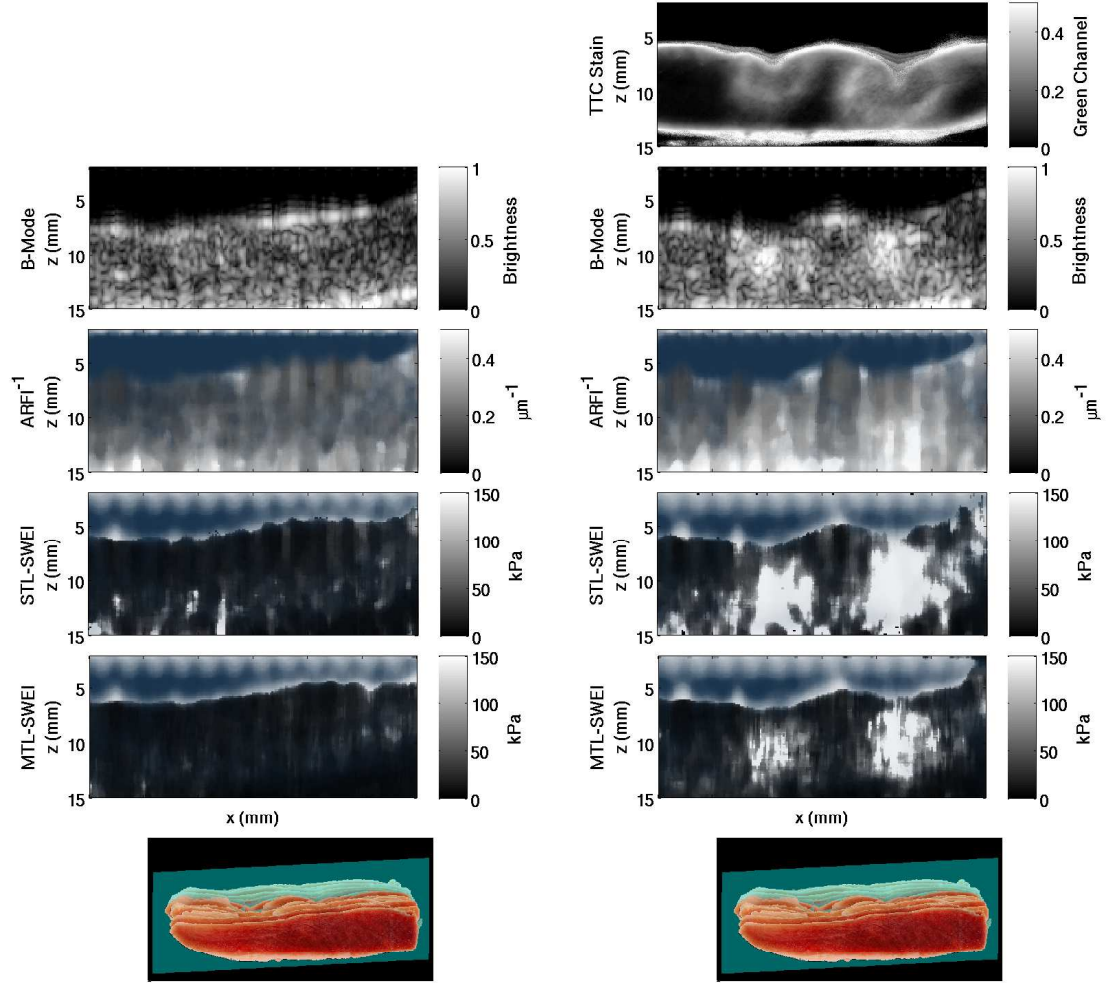 TTC Stain
z (mm)
5
10
15
0.4
0.2
0
Green Channel
B-Mode
z (mm)
5
10
15
1
0.5
0
Brightness
B-Mode
z (mm)
5
10
15
1
0.5
0
Brightness
ARFI⁻¹
z (mm)
5
10
15
0.4
0.2
0
μm⁻¹
ARFI⁻¹
z (mm)
5
10
15
0.4
0.2
0
μm⁻¹
STL-SWEI
z (mm)
5
10
15
150
100
50
0
kPa
STL-SWEI
z (mm)
5
10
15
150
100
50
0
kPa
MTL-SWEI
z (mm)
5
10
15
150
100
50
0
kPa
x (mm)
MTL-SWEI
z (mm)
5
10
15
150
100
50
0
kPa
x (mm)